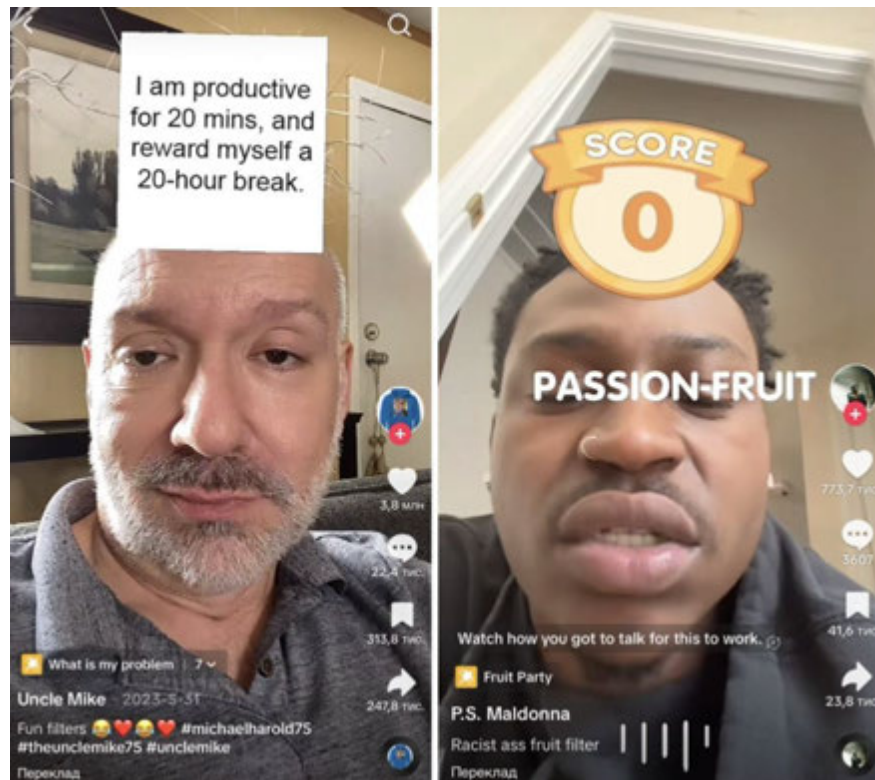 I am productive
for 20 mins, and
reward myself a
20-hour break.
3,8 млн
22,4 тис.
313,8 тис.
247,8 тис.
What is my problem | 7
Uncle Mike · 2023-5-31
Fun filters 😂❤️😂❤️ #michaelharold75
#theunclemike75 #unclemike
Переклад
SCORE
0
PASSION-FRUIT
773,7 тис.
3607
41,6 тис.
23,8 тис.
Watch how you got to talk for this to work.
Fruit Party
P.S. Maldonna
Racist ass fruit filter
Переклад